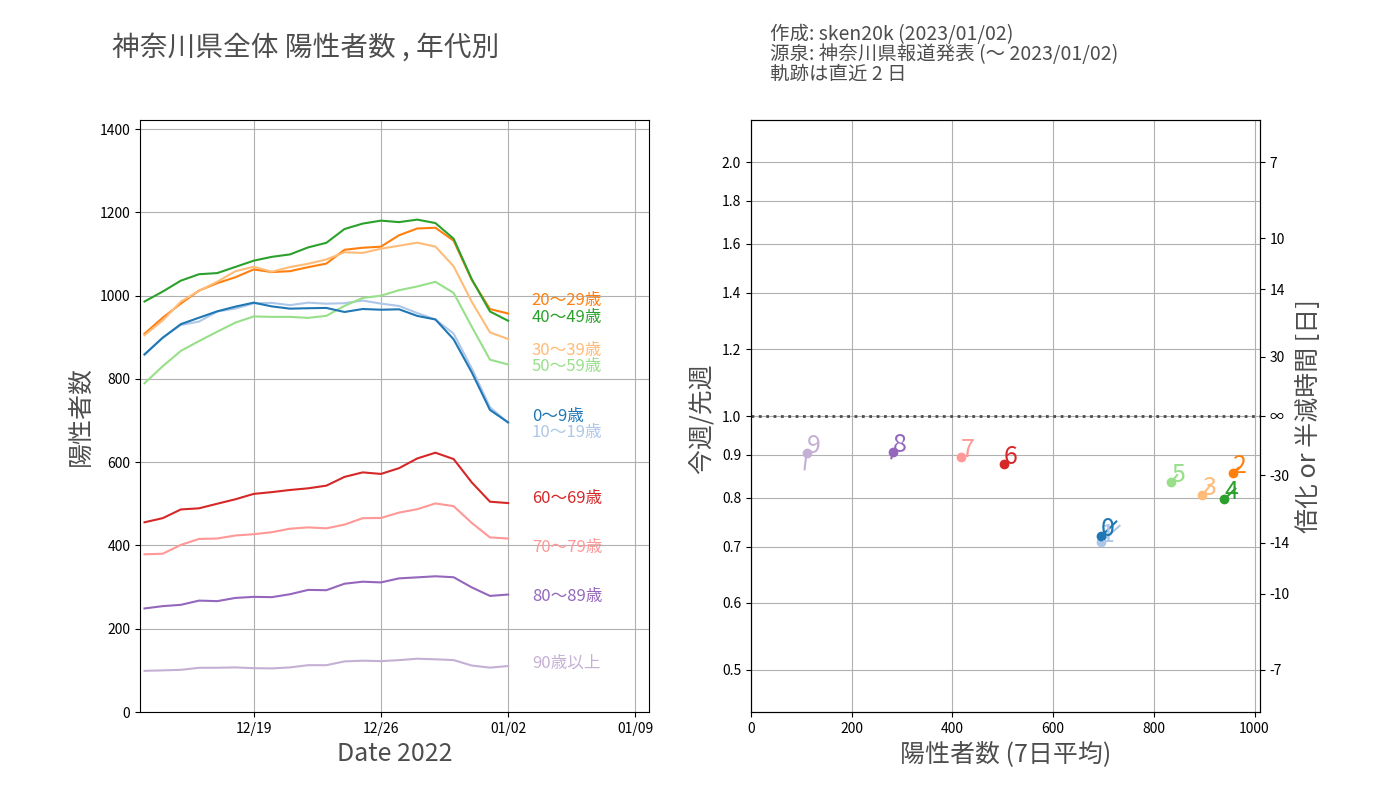 神奈川県全体 陽性者数 , 年代別
作成: sken20k (2023/01/02)
源泉: 神奈川県報道発表 (～ 2023/01/02)
軌跡は直近 2 日
陽性者数
1400
1200
1000
800
600
400
200
0
12/19
12/26
01/02
01/09
Date 2022
20～29歳
40～49歳
30～39歳
50～59歳
0～9歳
10～19歳
60～69歳
70～79歳
80～89歳
90歳以上
今週/先週
2.0
1.8
1.6
1.4
1.2
1.0
0.9
0.8
0.7
0.6
0.5
0
200
400
600
800
1000
陽性者数 (7日平均)
9
8
7
6
5
3
2
4
0
1
7
10
14
30
∞
-30
-14
-10
-7
倍化 or 半減時間 [日]